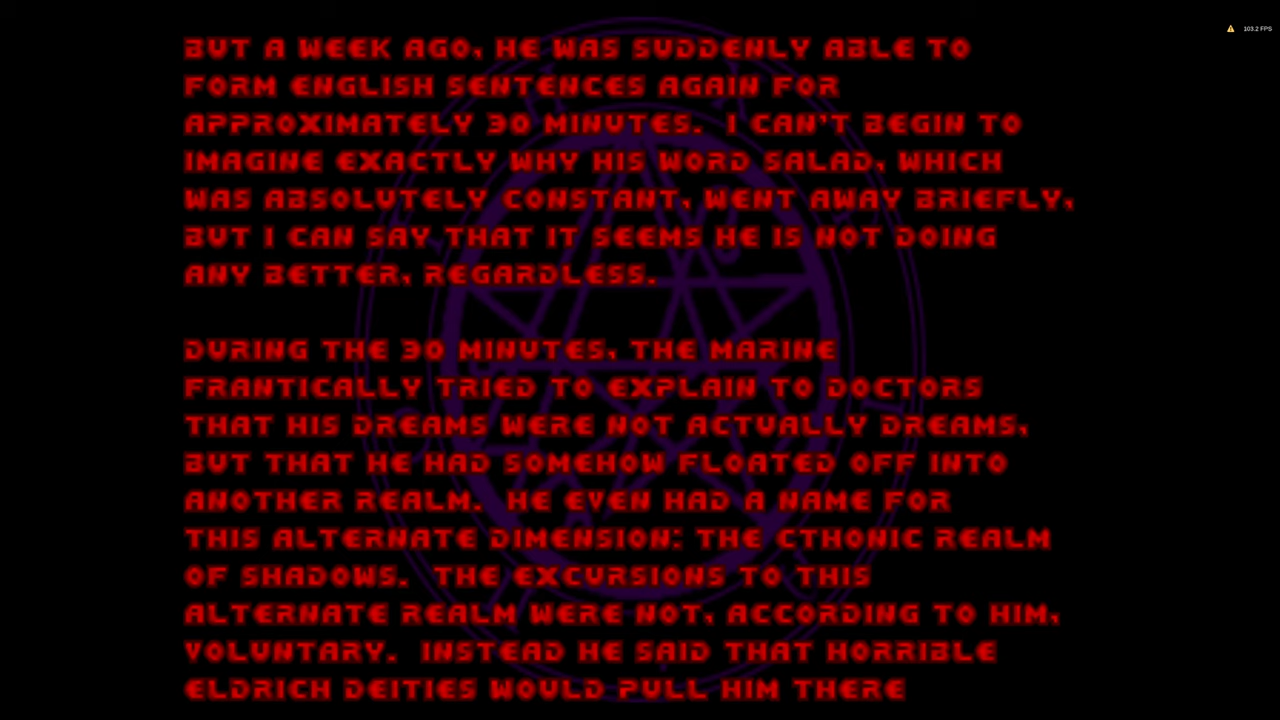 BUT A WEEK AGO, HE WAS SUDDENLY ABLE TO
FORM ENGLISH SENTENCES AGAIN FOR
APPROXIMATELY 30 MINUTES.  I CAN'T BEGIN TO
IMAGINE EXACTLY WHY HIS WORD SALAD, WHICH
WAS ABSOLUTELY CONSTANT, WENT AWAY BRIEFLY,
BUT I CAN SAY THAT IT SEEMS HE IS NOT DOING
ANY BETTER, REGARDLESS.
DURING THE 30 MINUTES, THE MARINE
FRANTICALLY TRIED TO EXPLAIN TO DOCTORS
THAT HIS DREAMS WERE NOT ACTUALLY DREAMS,
BUT THAT HE HAD SOMEHOW FLOATED OFF INTO
ANOTHER REALM.  HE EVEN HAD A NAME FOR
THIS ALTERNATE DIMENSION: THE CTHONIC REALM
OF SHADOWS.  THE EXCURSIONS TO THIS
ALTERNATE REALM WERE NOT, ACCORDING TO HIM,
VOLUNTARY.  INSTEAD HE SAID THAT HORRIBLE
ELDRICH DEITIES WOULD PULL HIM THERE
103.2 FPS